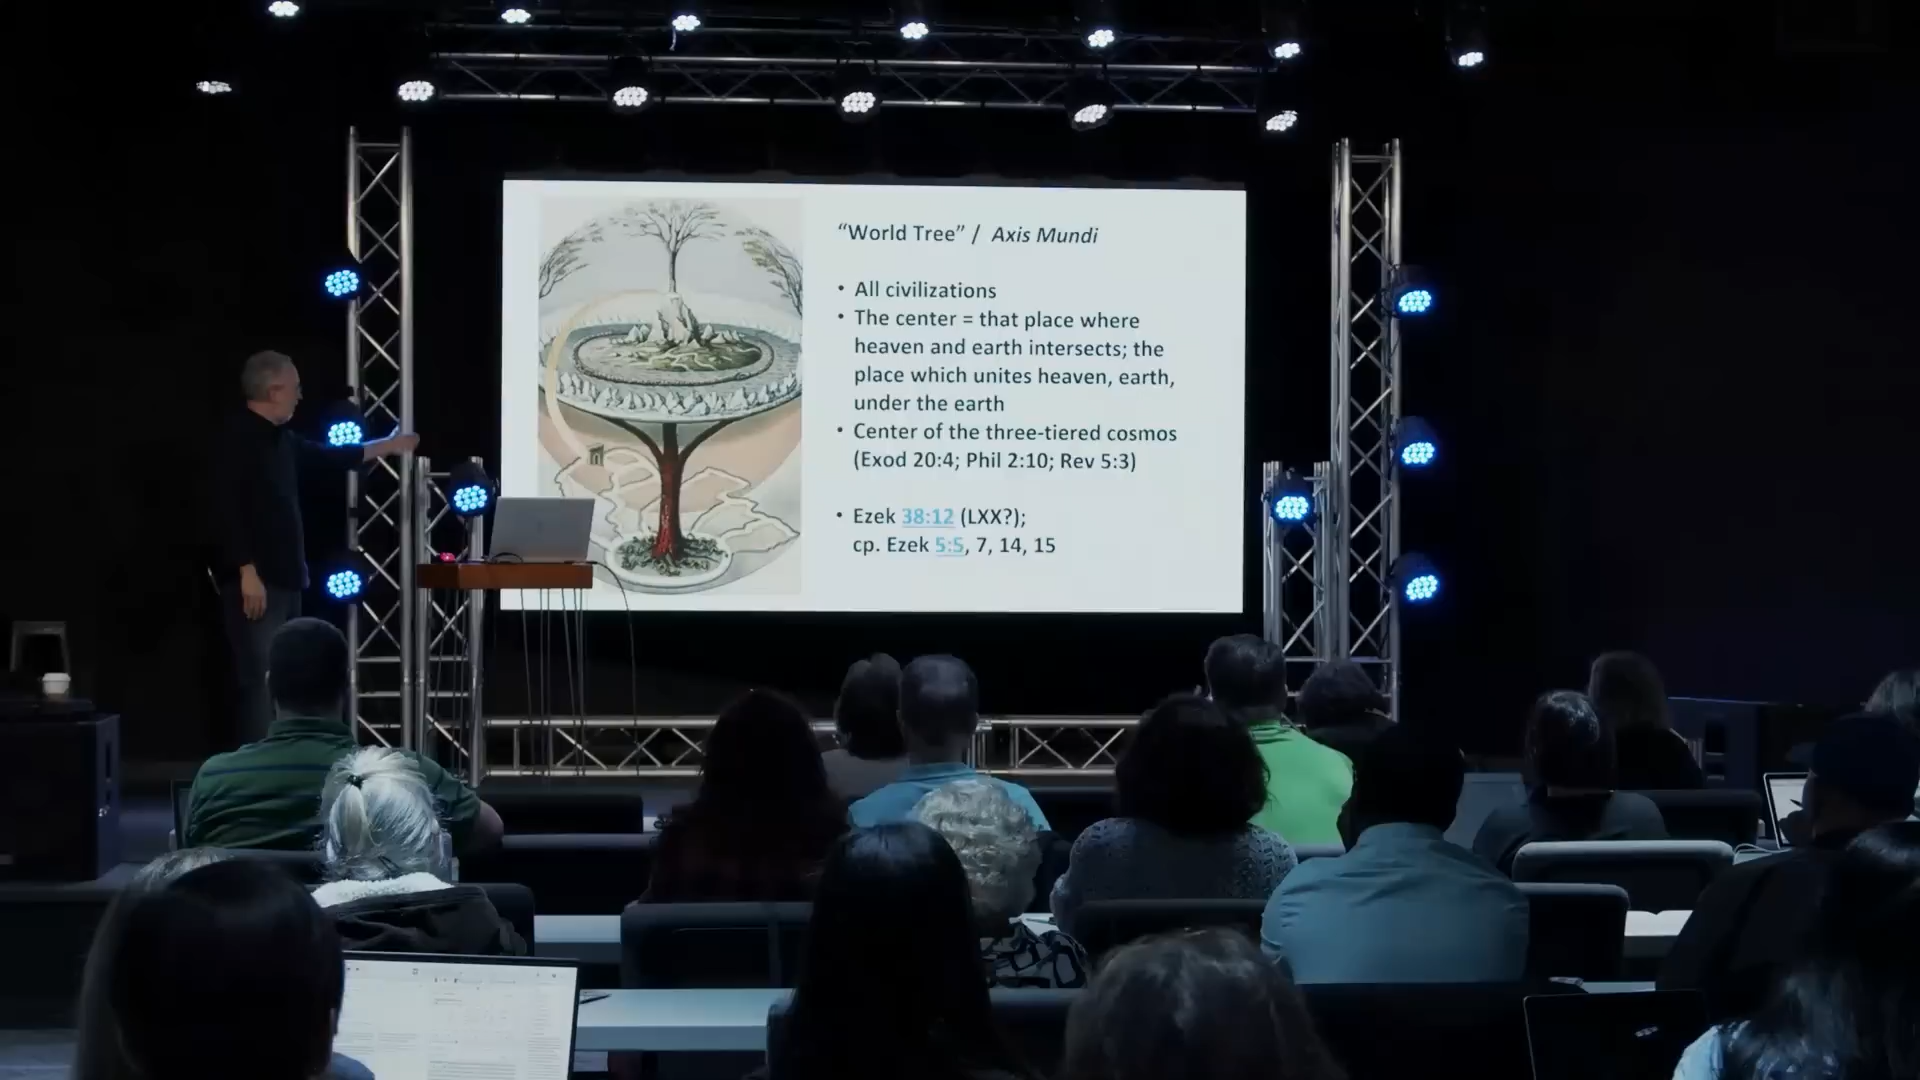 “World Tree” / Axis Mundi
• All civilizations
• The center = that place where
heaven and earth intersects; the
place which unites heaven, earth,
under the earth
• Center of the three-tiered cosmos
(Exod 20:4; Phil 2:10; Rev 5:3)
• Ezek 38:12 (LXX?);
cp. Ezek 5:5, 7, 14, 15